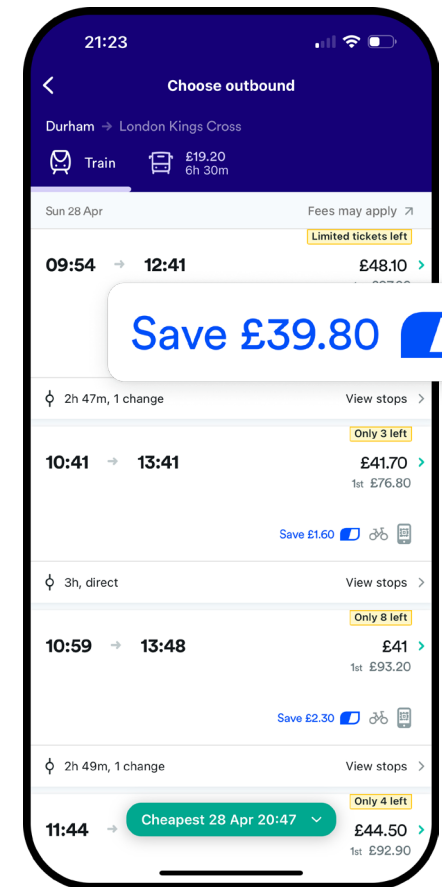 21:23
Choose outbound
Durham → London Kings Cross
Train
£19.20
6h 30m
Sun 28 Apr
Fees may apply
Limited tickets left
09:54 → 12:41
£48.10
Save £39.80
2h 47m, 1 change
View stops
Only 3 left
10:41 → 13:41
£41.70
1st £76.80
Save £1.60
3h, direct
View stops
Only 8 left
10:59 → 13:48
£41
1st £93.20
Save £2.30
2h 49m, 1 change
View stops
Only 4 left
11:44 →
£44.50
1st £92.90
Cheapest 28 Apr 20:47